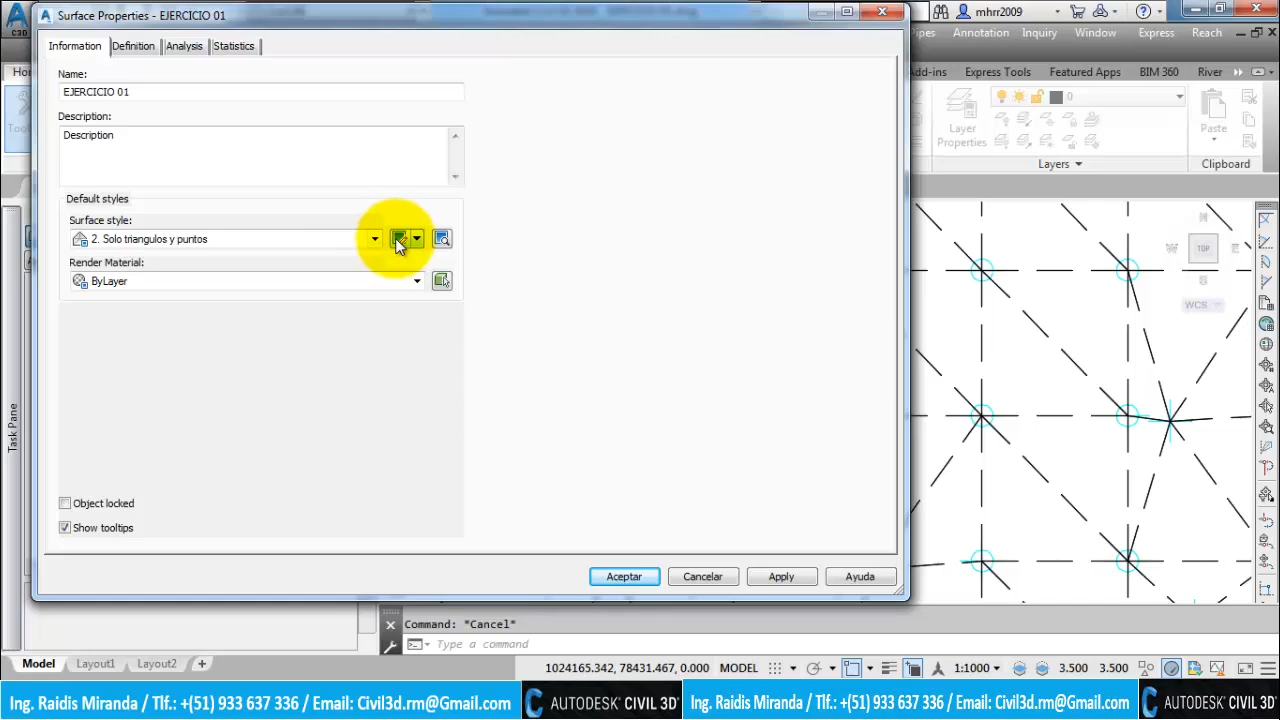 Surface Properties - EJERCICIO 01
mhrr2009
C3D
Annotation
Inquiry
Window
Express
Reach
Information
Definition
Analysis
Statistics
Add-ins
Express Tools
Featured Apps
BIM 360
River
Name:
EJERCICIO 01
0
Layer
Properties
Paste
Layers
Clipboard
Description:
Description
Default styles
Surface style:
2. Solo triangulos y puntos
Render Material:
ByLayer
TOP
WCS
Task Pane
Object locked
Show tooltips
Aceptar
Cancelar
Apply
Ayuda
Command: *Cancel*
Type a command
Model
Layout1
Layout2
+
1024165.342, 78431.467, 0.000
MODEL
1:1000
3.500
3.500
Ing. Raidis Miranda / Tlf.: +(51) 933 637 336 / Email: Civil3d.rm@Gmail.com
AUTODESK CIVIL 3D
Ing. Raidis Miranda / Tlf.: +(51) 933 637 336 / Email: Civil3d.rm@Gmail.com
AUTODESK CIVIL 3D